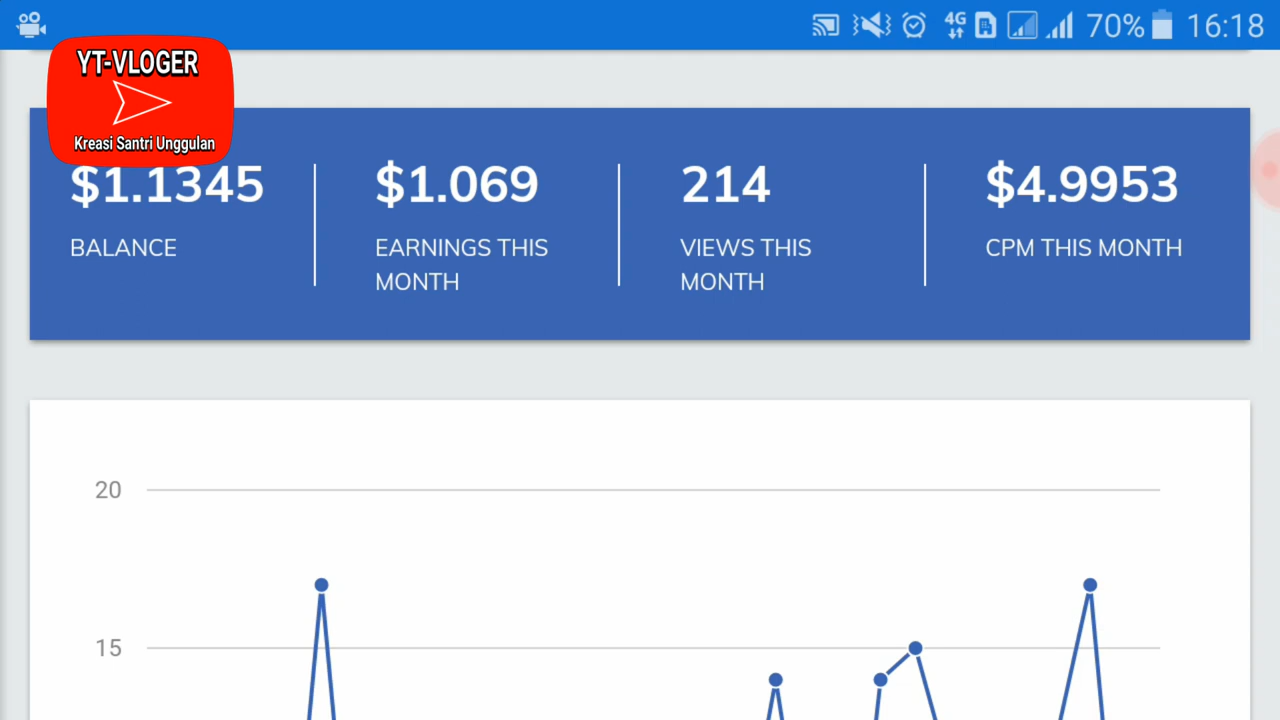 4G
70%
16:18
YT-VLOGER
Kreasi Santri Unggulan
$1.1345
BALANCE
$1.069
EARNINGS THIS
MONTH
214
VIEWS THIS
MONTH
$4.9953
CPM THIS MONTH
20
15